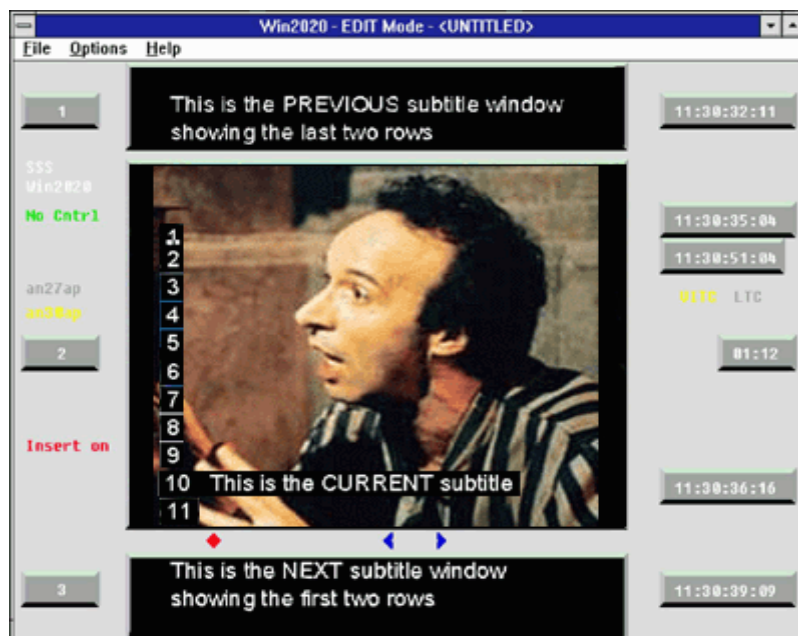 Win2020 - EDIT Mode - <UNTITLED>
File Options Help
1
This is the PREVIOUS subtitle window
showing the last two rows
11:30:32:11
SSS
Win2020
No Cntrl
11:30:35:04
11:30:51:04
an27ap
an30ap
VITC LTC
2
01:12
1
2
3
4
5
6
7
8
9
10 This is the CURRENT subtitle
11
Insert on
11:30:36:16
3
This is the NEXT subtitle window
showing the first two rows
11:30:39:09